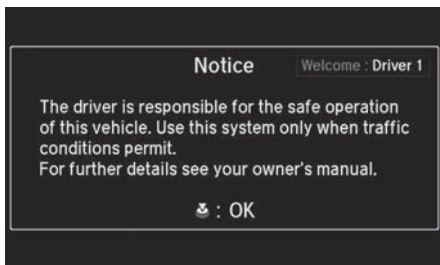 Notice
Welcome : Driver 1
The driver is responsible for the safe operation
of this vehicle. Use this system only when traffic
conditions permit.
For further details see your owner's manual.
: OK